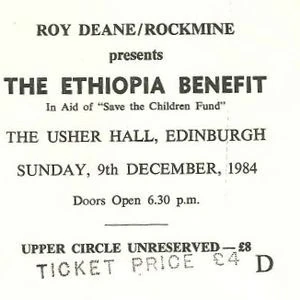 ROY DEANE/ROCKMINE
presents
THE ETHIOPIA BENEFIT
In Aid of "Save the Children Fund"
THE USHER HALL, EDINBURGH
SUNDAY, 9th DECEMBER, 1984
Doors Open 6.30 p.m.
UPPER CIRCLE UNRESERVED—£8
TICKET PRICE £4 D